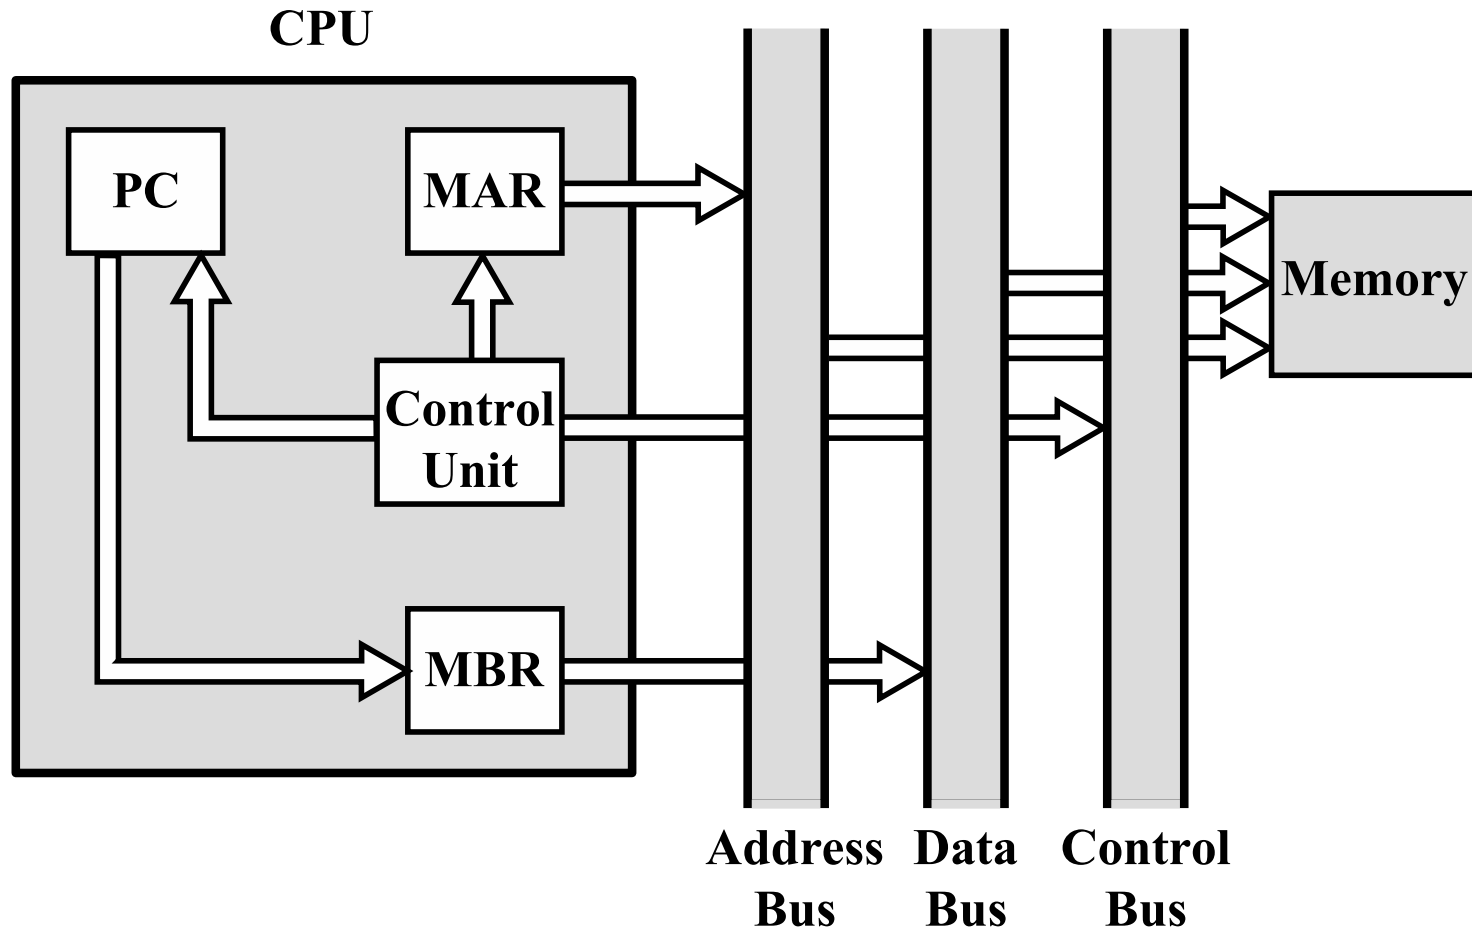 CPU
PC
MAR
Memory
Control
Unit
MBR
Address
Bus
Data
Bus
Control
Bus